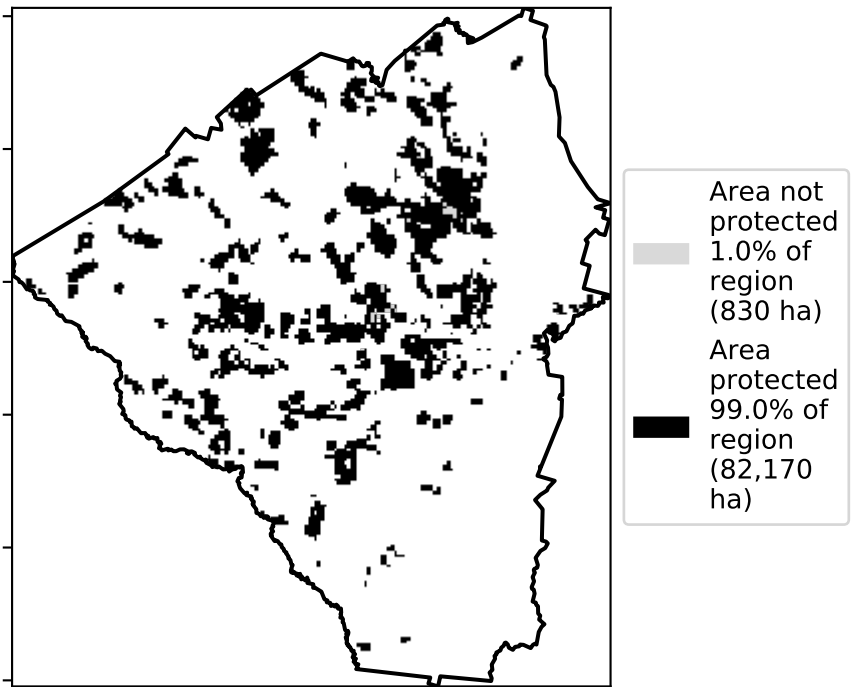 Area not
protected
1.0% of
region
(830 ha)
Area
protected
99.0% of
region
(82,170
ha)